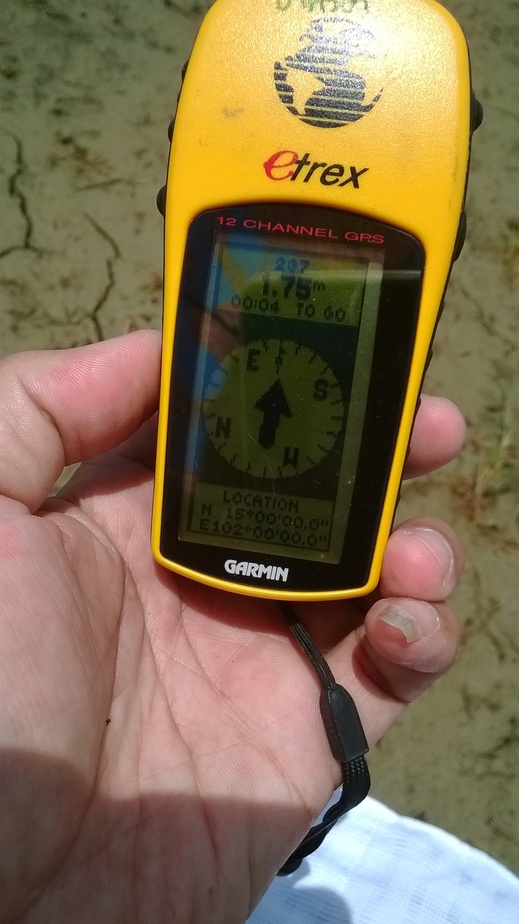 etrex
12 CHANNEL GPS
207
1.75m
00:04 TO GO
E
S
N
W
LOCATION
N 15°00'00.0"
E102°00'00.0"
GARMIN